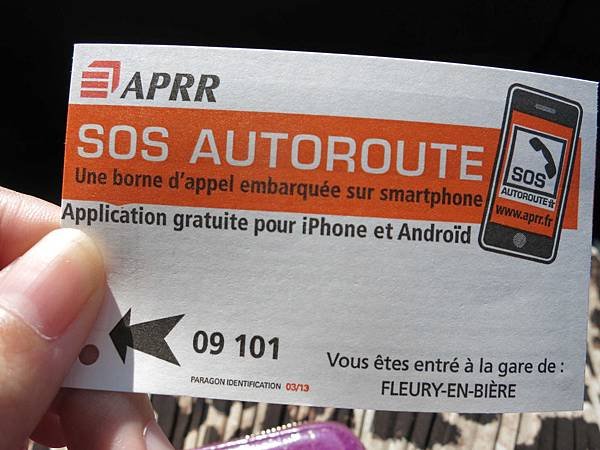 APRR
SOS AUTOROUTE
Une borne d'appel embarquée sur smartphone
Application gratuite pour iPhone et Androïd
SOS
AUTOROUTE
www.aprr.fr
09 101
PARAGON IDENTIFICATION 03/13
Vous êtes entré à la gare de :
FLEURY-EN-BIÈRE